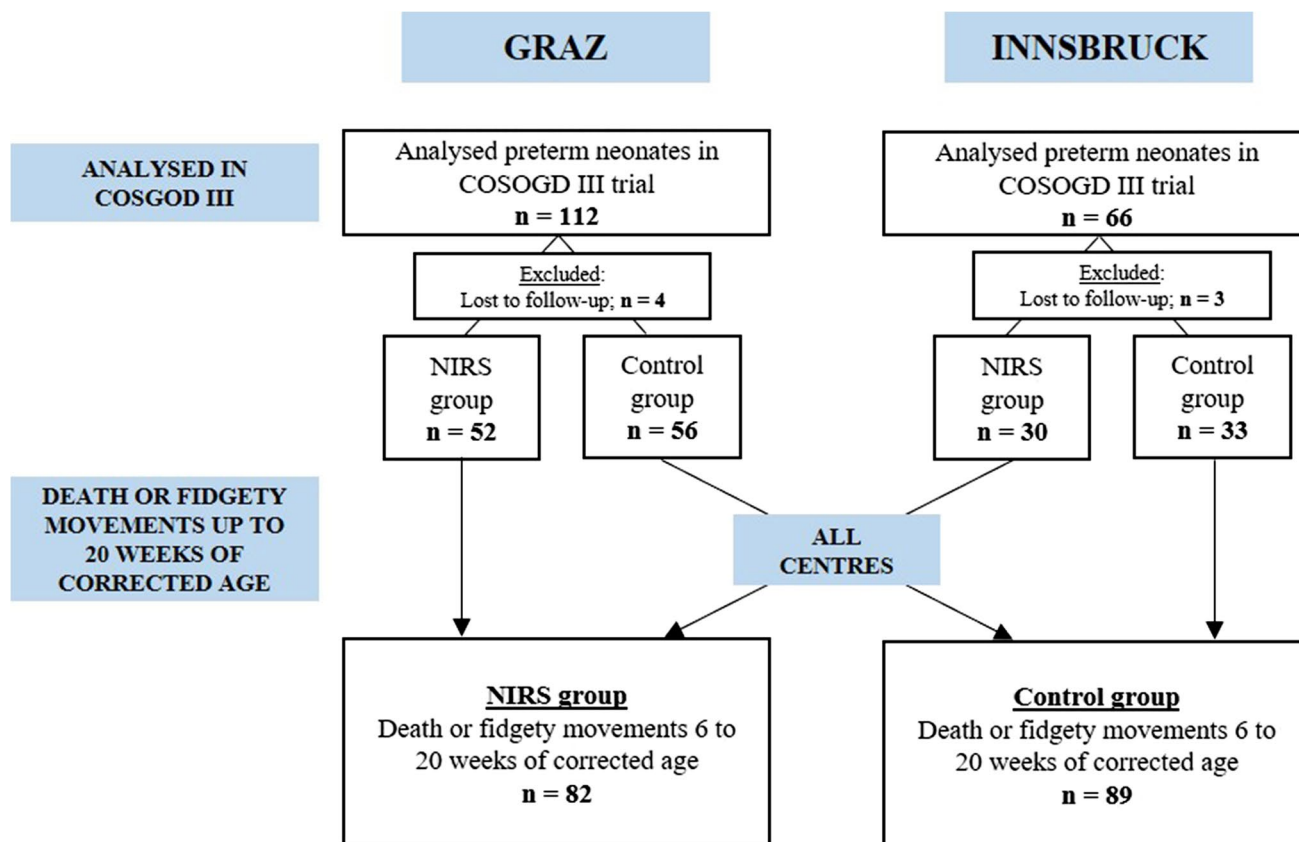 GRAZ
INNSBRUCK
ANALYSED IN
COSGOD III
Analysed preterm neonates in
COSOGD III trial
n = 112
Analysed preterm neonates in
COSOGD III trial
n = 66
Excluded:
Lost to follow-up; n = 4
Excluded:
Lost to follow-up; n = 3
NIRS
group
n = 52
Control
group
n = 56
NIRS
group
n = 30
Control
group
n = 33
DEATH OR FIDGETY
MOVEMENTS UP TO
20 WEEKS OF
CORRECTED AGE
ALL
CENTRES
NIRS group
Death or fidgety movements 6 to
20 weeks of corrected age
n = 82
Control group
Death or fidgety movements 6 to
20 weeks of corrected age
n = 89